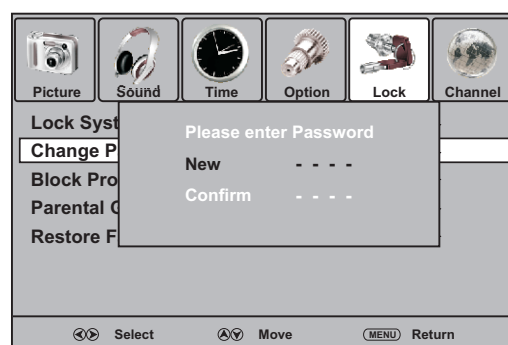 Picture Sound Time Option Lock Channel
Lock Syst
Please enter Password
Change P
New - - - -
Block Pro
Confirm - - - -
Parental C
Restore F
Select Move MENU Return